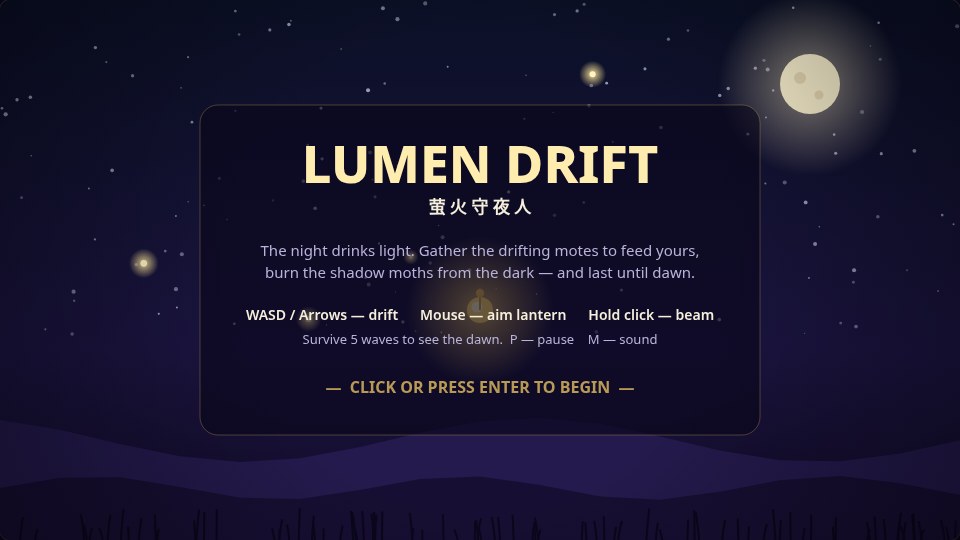 LUMEN DRIFT
萤火守夜人
The night drinks light. Gather the drifting motes to feed yours,
burn the shadow moths from the dark — and last until dawn.
WASD / Arrows — drift Mouse — aim lantern Hold click — beam
Survive 5 waves to see the dawn. P — pause M — sound
— CLICK OR PRESS ENTER TO BEGIN —